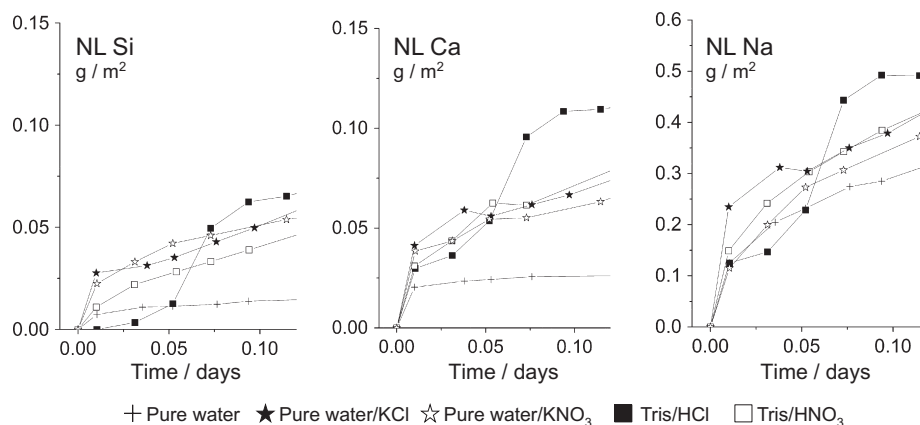 NL Si
g / m²
0.15
0.10
0.05
0.00
0.00
0.05
0.10
Time / days
NL Ca
g / m²
0.15
0.10
0.05
0.00
0.00
0.05
0.10
Time / days
NL Na
g / m²
0.6
0.5
0.4
0.3
0.2
0.1
0.0
0.00
0.05
0.10
Time / days
Pure water
Pure water/KCl
Pure water/KNO₃
Tris/HCl
Tris/HNO₃